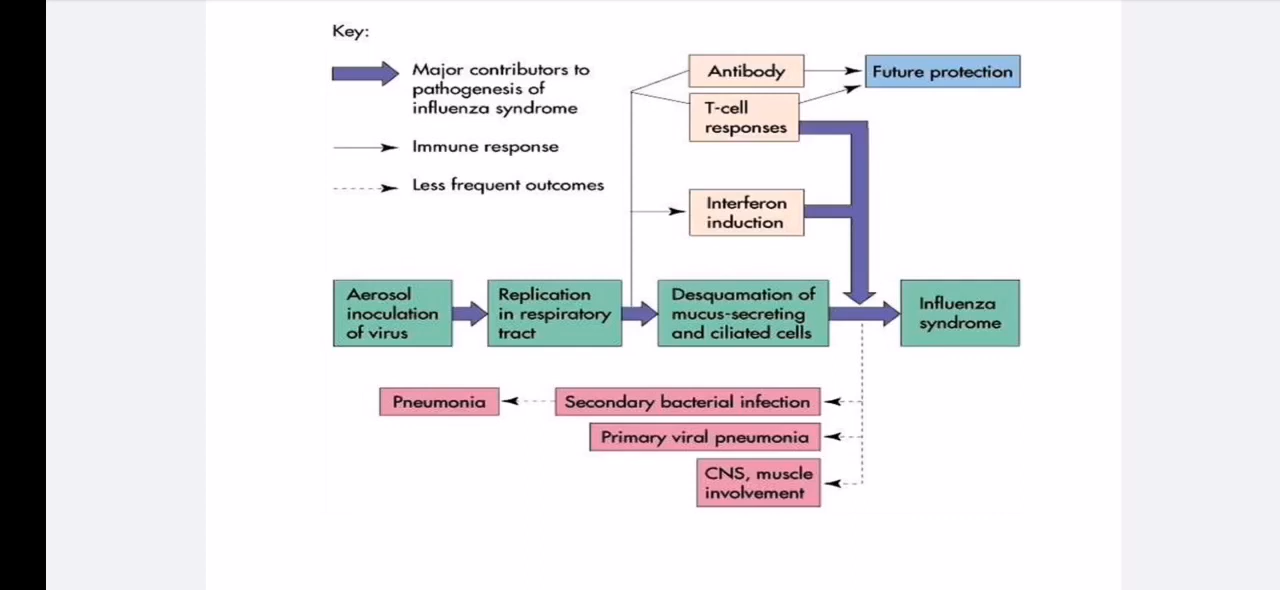 Key:
Major contributors to
pathogenesis of
influenza syndrome
Immune response
Less frequent outcomes
Antibody
Future protection
T-cell
responses
Interferon
induction
Aerosol
inoculation
of virus
Replication
in respiratory
tract
Desquamation of
mucus-secreting
and ciliated cells
Influenza
syndrome
Pneumonia
Secondary bacterial infection
Primary viral pneumonia
CNS, muscle
involvement